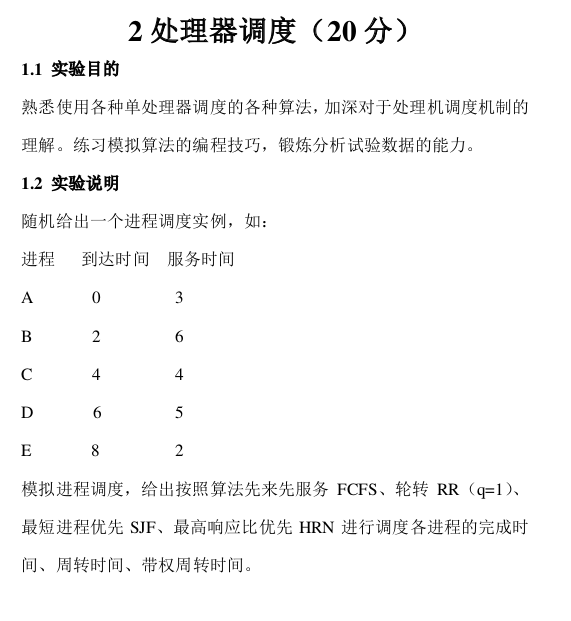 2 处理器调度（20 分）
1.1 实验目的
熟悉使用各种单处理器调度的各种算法，加深对于处理机调度机制的
理解。练习模拟算法的编程技巧，锻炼分析试验数据的能力。
1.2 实验说明
随机给出一个进程调度实例，如：
进程 到达时间 服务时间
A 0 3
B 2 6
C 4 4
D 6 5
E 8 2
模拟进程调度，给出按照算法先来先服务 FCFS、轮转 RR（q=1）、
最短进程优先 SJF、最高响应比优先 HRN 进行调度各进程的完成时
间、周转时间、带权周转时间。